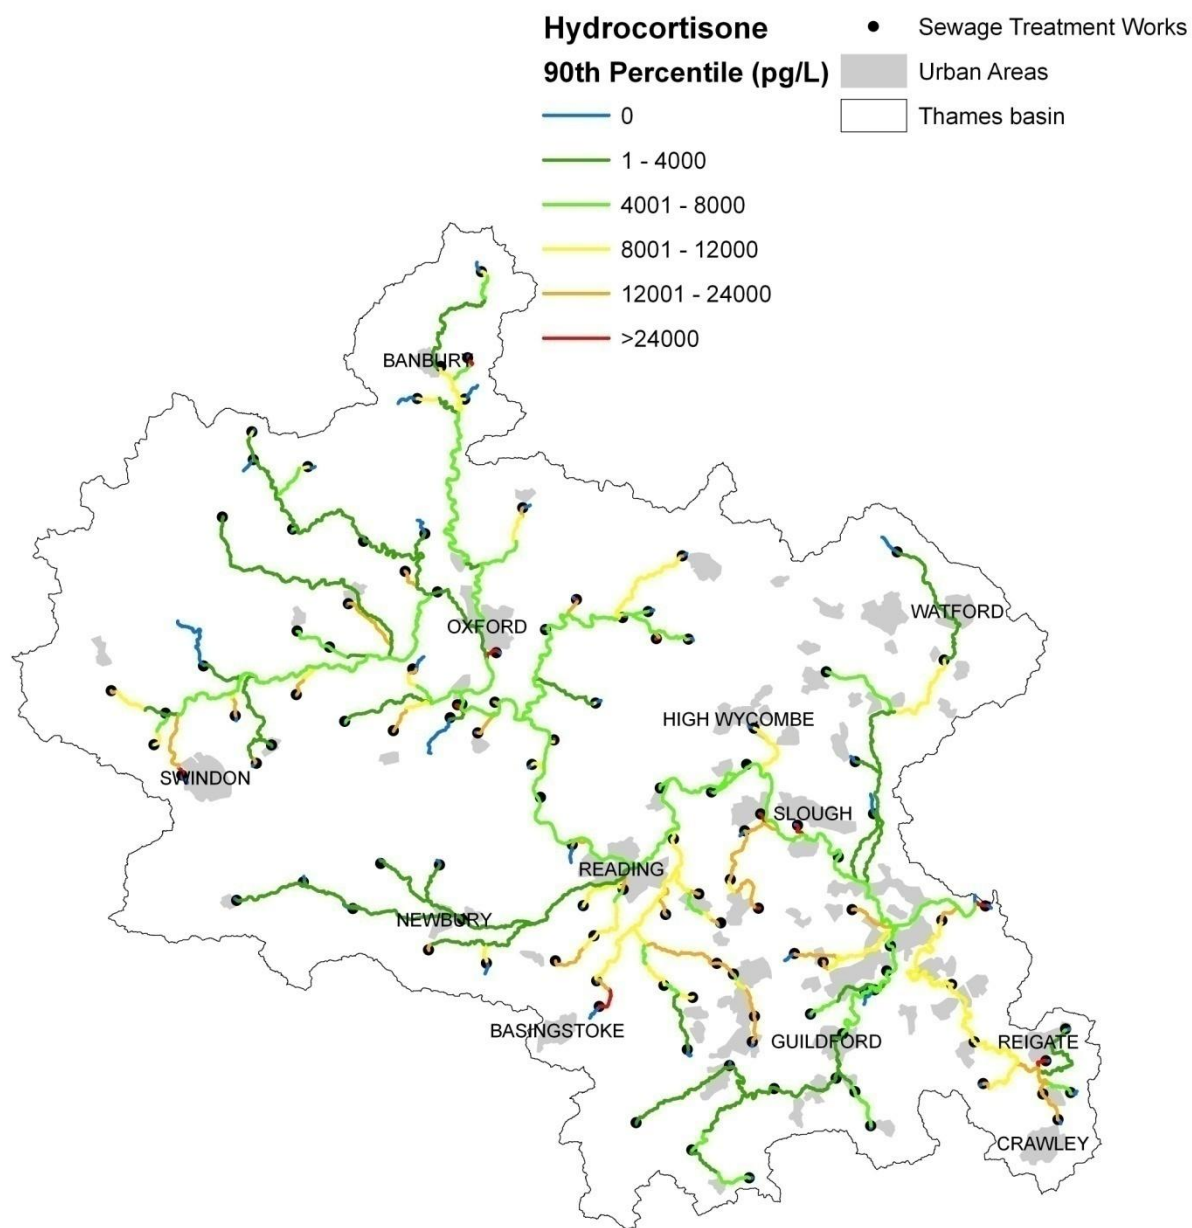 Hydrocortisone
90th Percentile (pg/L)
0
1 - 4000
4001 - 8000
8001 - 12000
12001 - 24000
>24000
Sewage Treatment Works
Urban Areas
Thames basin
BANBURY
OXFORD
WATFORD
HIGH WYCOMBE
SWINDON
SLOUGH
READING
NEWBURY
BASINGSTOKE
GUILDFORD
REIGATE
CRAWLEY